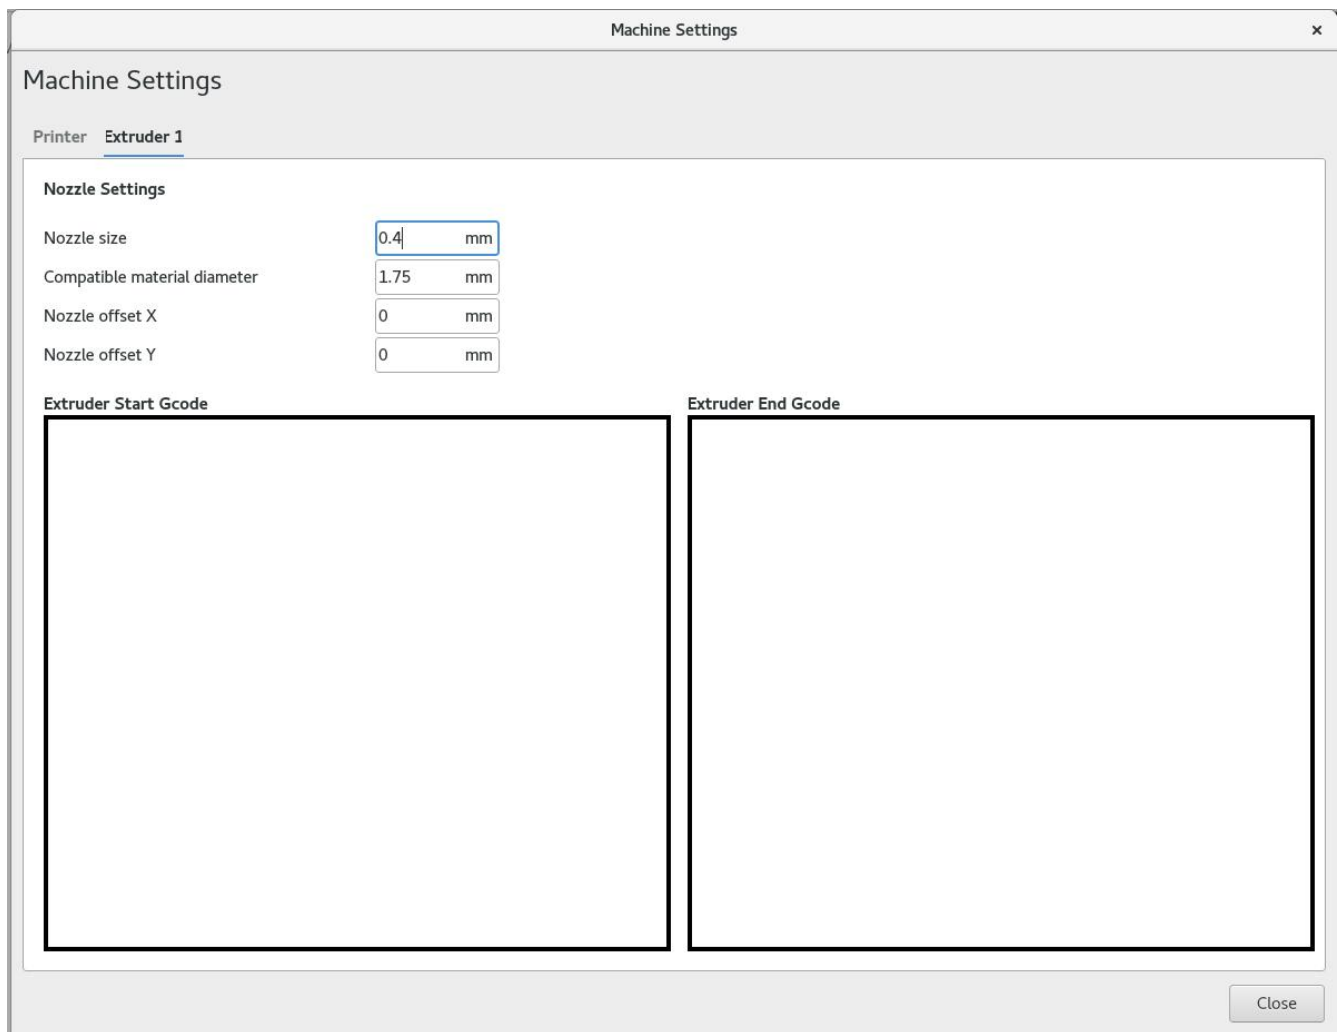 Machine Settings ×
Machine Settings
Printer Extruder 1
Nozzle Settings
Nozzle size 0.4 mm
Compatible material diameter 1.75 mm
Nozzle offset X 0 mm
Nozzle offset Y 0 mm
Extruder Start Gcode Extruder End Gcode
Close